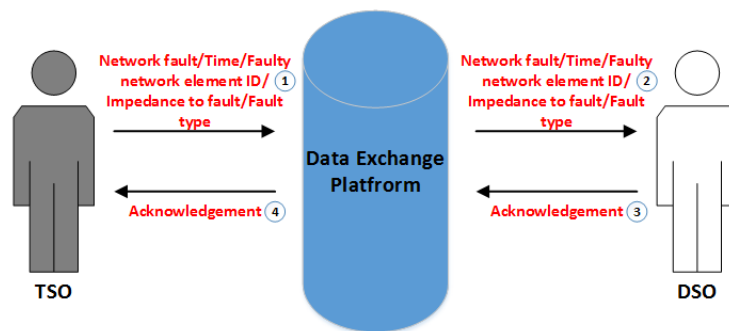 Network fault/Time/Faulty
network element ID/ 1
Impedance to fault/Fault
type
Network fault/Time/Faulty
network element ID/ 2
Impedance to fault/Fault
type
Data Exchange
Platfrorm
Acknowledgement 4
Acknowledgement 3
TSO
DSO